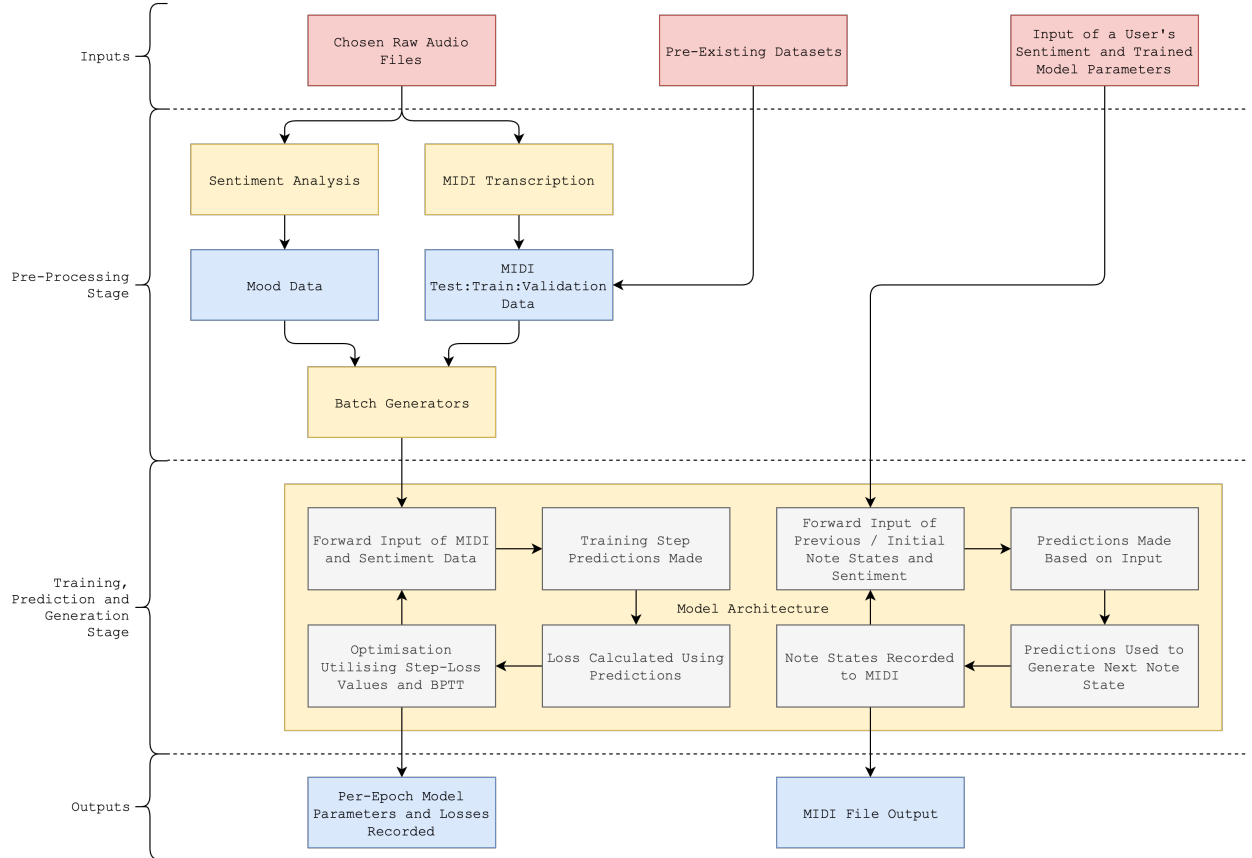 Inputs
Chosen Raw Audio
Files
Pre-Existing Datasets
Input of a User's
Sentiment and Trained
Model Parameters
Pre-Processing
Stage
Sentiment Analysis
MIDI Transcription
Mood Data
MIDI
Test:Train:Validation
Data
Batch Generators
Training,
Prediction and
Generation
Stage
Forward Input of MIDI
and Sentiment Data
Training Step
Predictions Made
Forward Input of
Previous / Initial
Note States and
Sentiment
Predictions Made
Based on Input
Model Architecture
Optimisation
Utilising Step-Loss
Values and BPTT
Loss Calculated Using
Predictions
Note States Recorded
to MIDI
Predictions Used to
Generate Next Note
State
Outputs
Per-Epoch Model
Parameters and Losses
Recorded
MIDI File Output